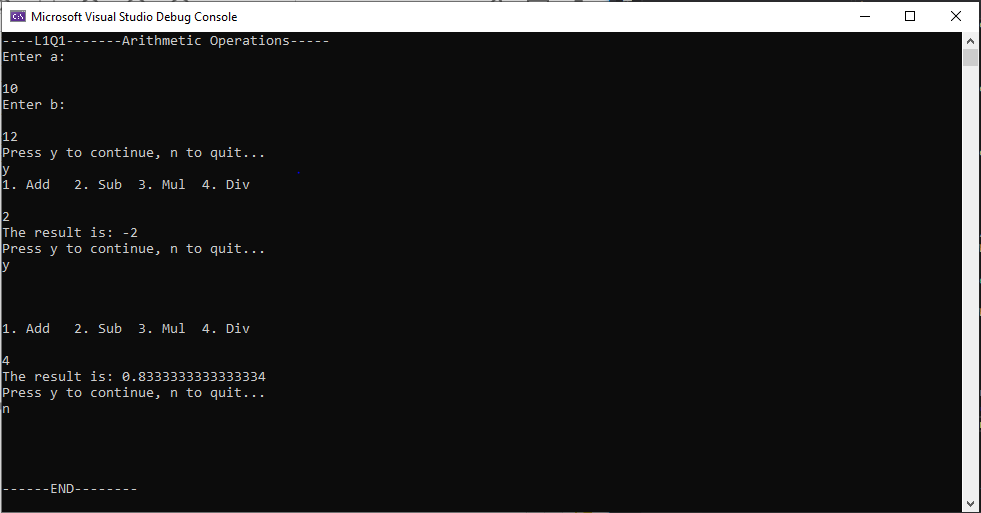 Microsoft Visual Studio Debug Console
----L1Q1-------Arithmetic Operations-----
Enter a:
10
Enter b:
12
Press y to continue, n to quit...
y
1. Add   2. Sub  3. Mul  4. Div
2
The result is: -2
Press y to continue, n to quit...
y
1. Add   2. Sub  3. Mul  4. Div
4
The result is: 0.8333333333333334
Press y to continue, n to quit...
n
------END--------